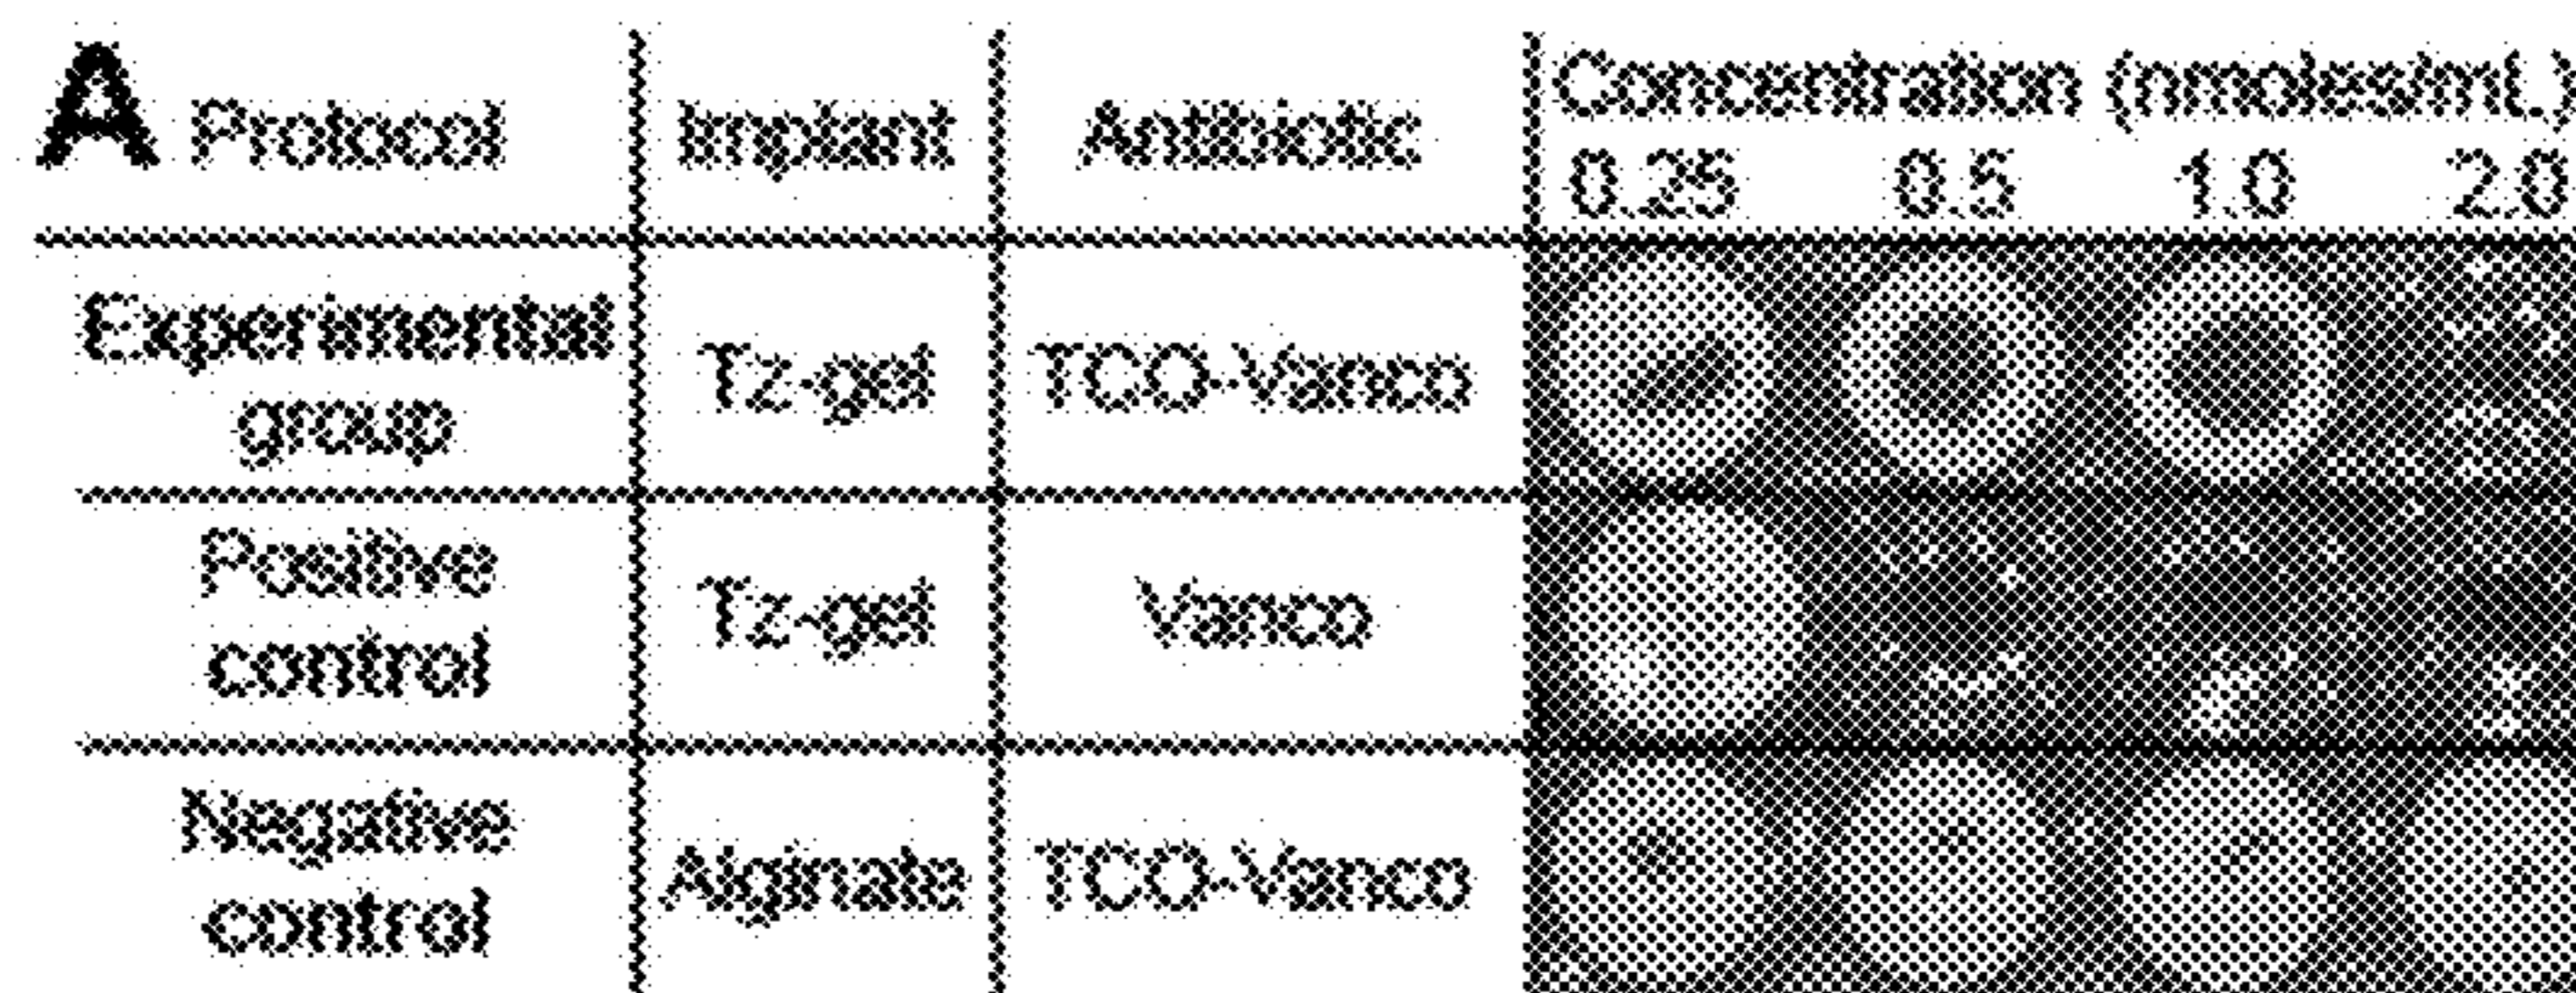 A
Protocol
Implant
Antibiotic
Concentration (nmoles/mL)
0.25 0.5 1.0 2.0
Experimental
group
Tz-gel
TCO-Vanco
Positive
control
Tz-gel
Vanco
Negative
control
Alginate
TCO-Vanco